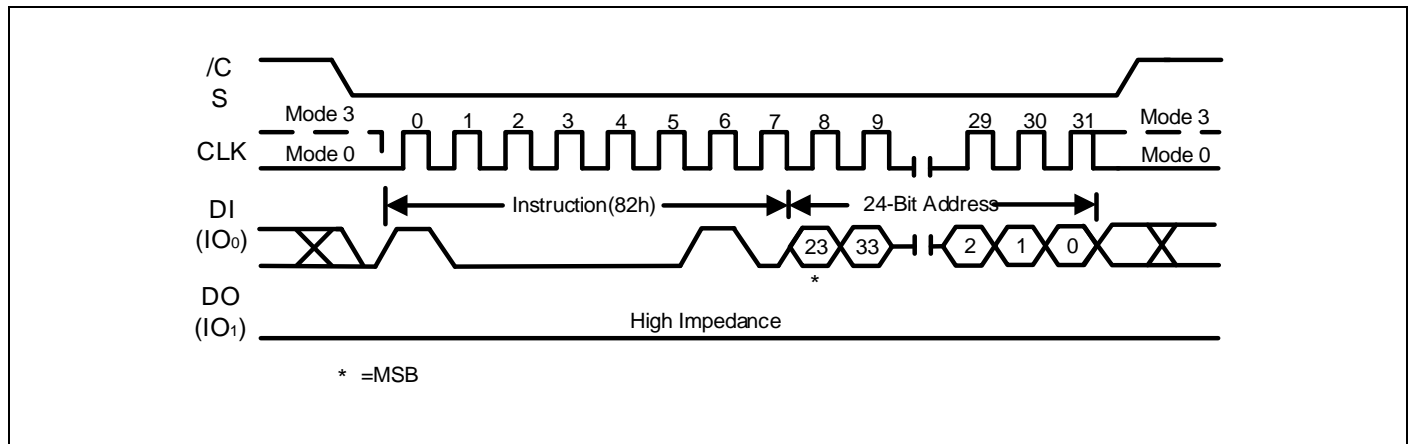 /C
S
Mode 3
CLK
Mode 0
0 1 2 3 4 5 6 7 8 9 29 30 31
Mode 3
Mode 0
Instruction(82h)
24-Bit Address
DI
(IO₀)
23 33 2 1 0
*
DO
(IO₁)
High Impedance
* =MSB